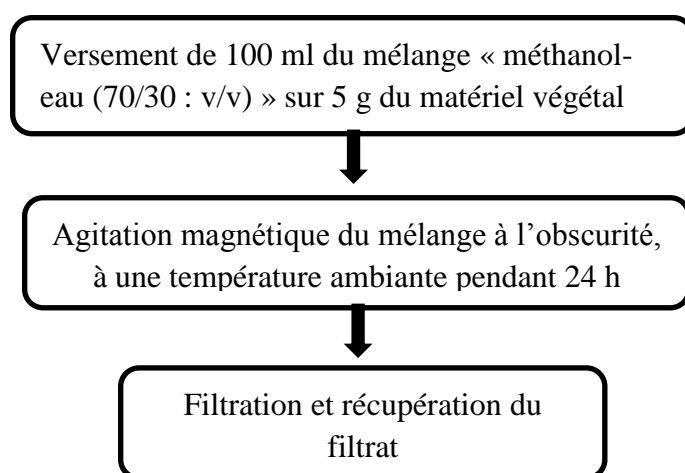 Versement de 100 ml du mélange « méthanol-
eau (70/30 : v/v) » sur 5 g du matériel végétal
Agitation magnétique du mélange à l’obscurité,
à une température ambiante pendant 24 h
Filtration et récupération du
filtrat